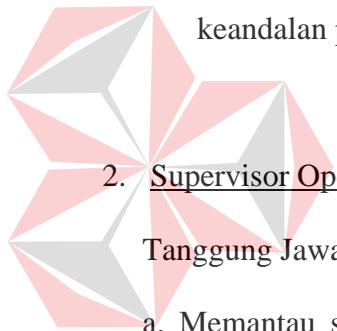 keandalan
2. Supervisor Op
Tanggung Jawa
a. Memantau s